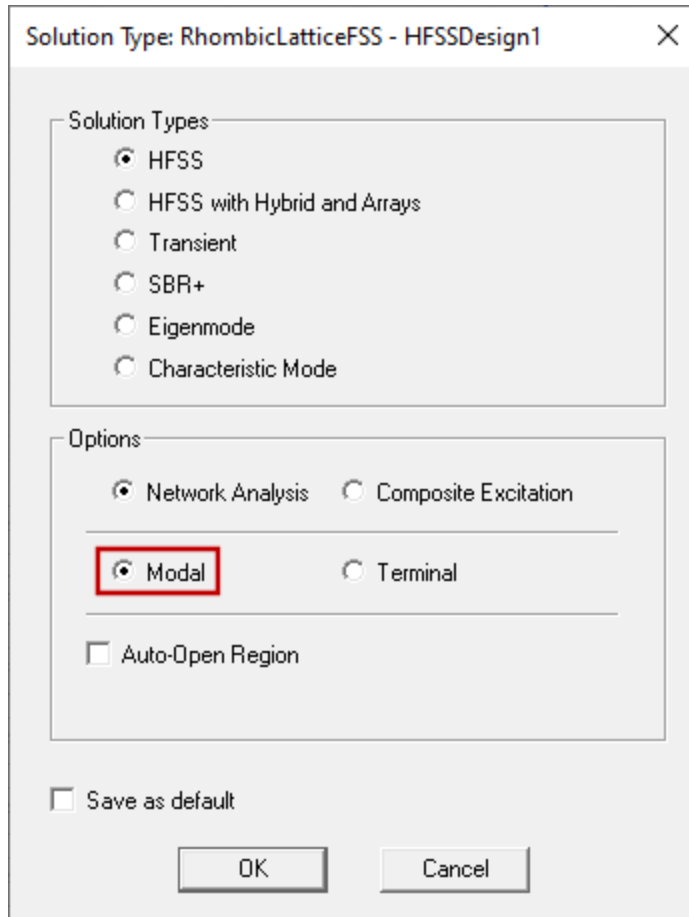 Solution Type: RhombicLatticeFSS - HFSSDesign1
Solution Types
HFSS
HFSS with Hybrid and Arrays
Transient
SBR+
Eigenmode
Characteristic Mode
Options
Network Analysis Composite Excitation
Modal Terminal
Auto-Open Region
Save as default
OK Cancel